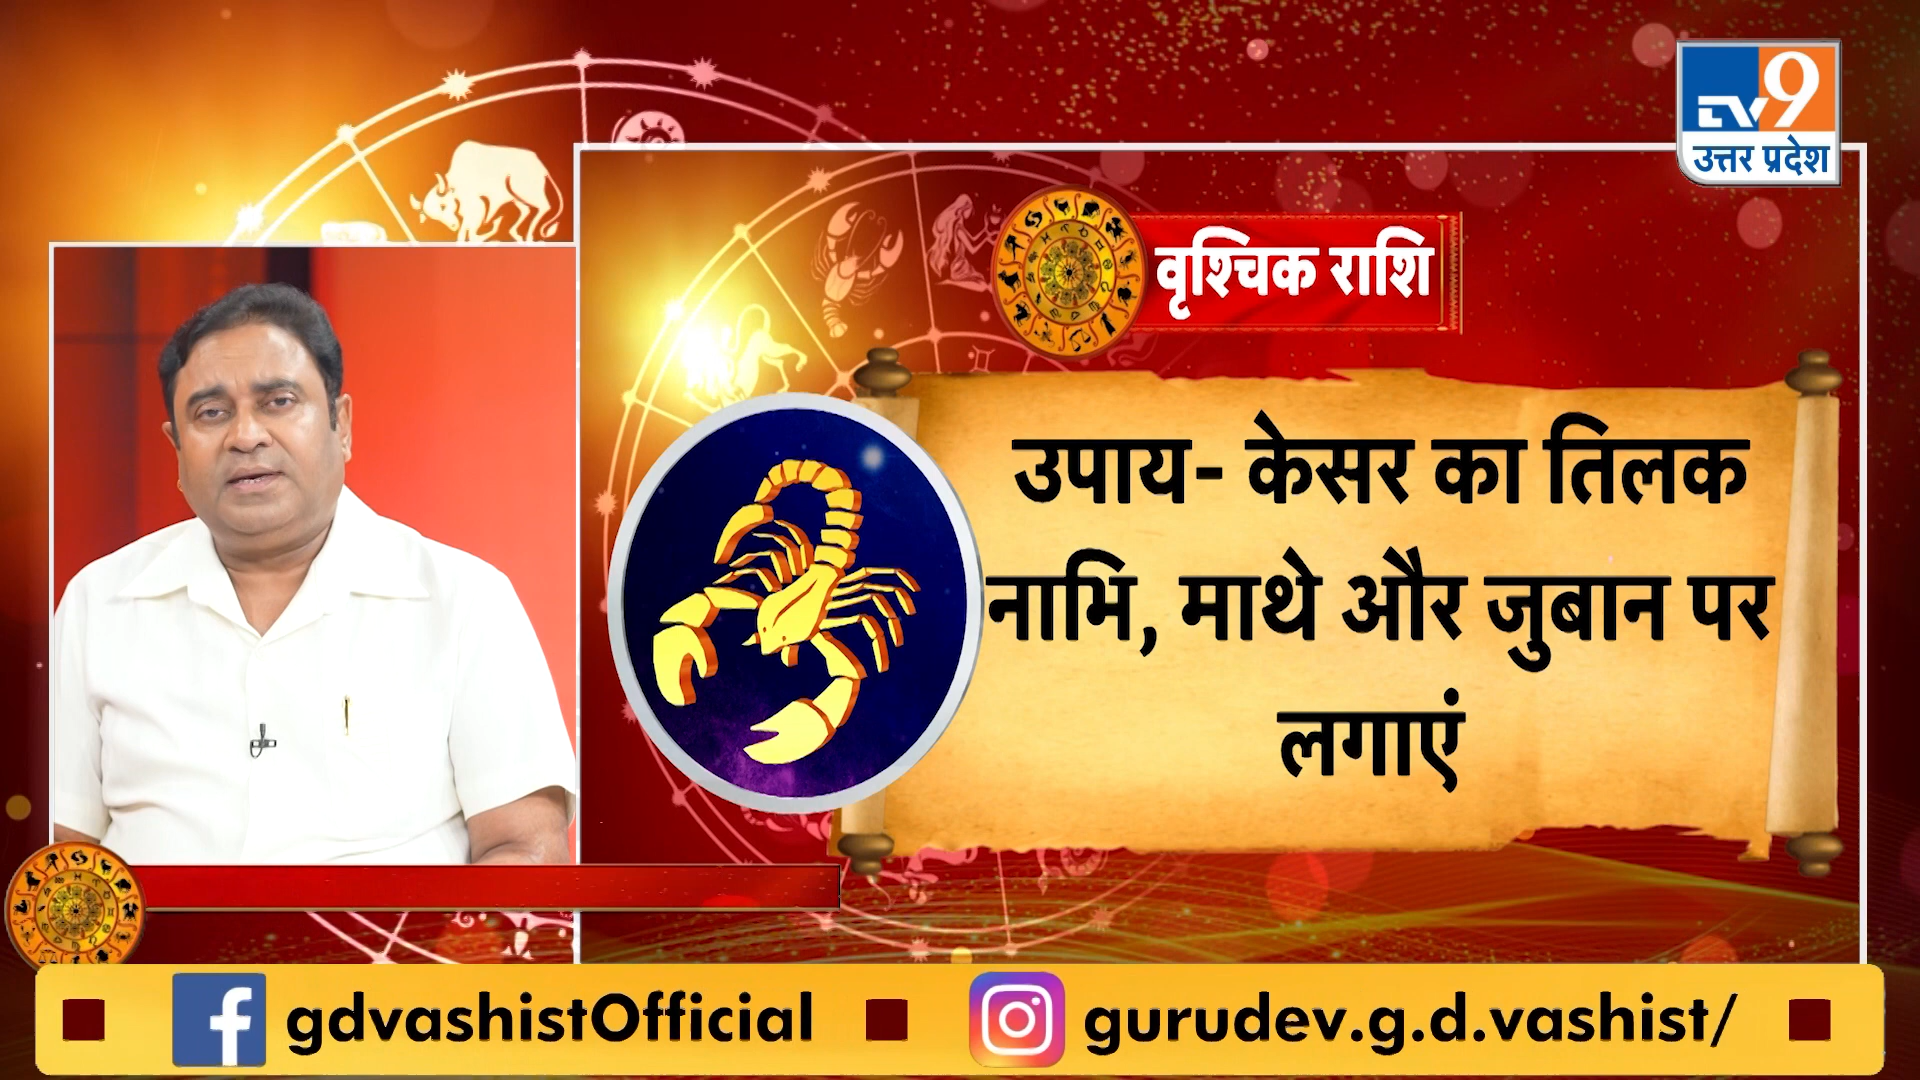 TV9
उत्तर प्रदेश
वृश्चिक राशि
उपाय- केसर का तिलक
नाभि, माथे और जुबान पर
लगाएं
gdvashistOfficial
gurudev.g.d.vashist/